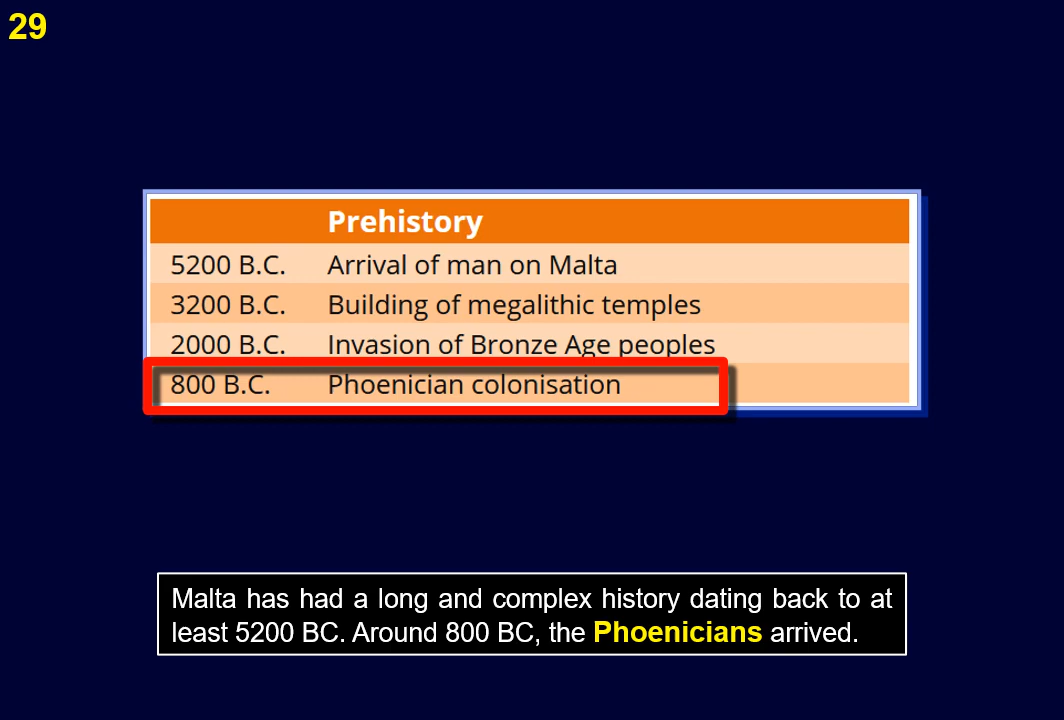 29
Prehistory
5200 B.C. Arrival of man on Malta
3200 B.C. Building of megalithic temples
2000 B.C. Invasion of Bronze Age peoples
800 B.C. Phoenician colonisation
Malta has had a long and complex history dating back to at
least 5200 BC. Around 800 BC, the Phoenicians arrived.